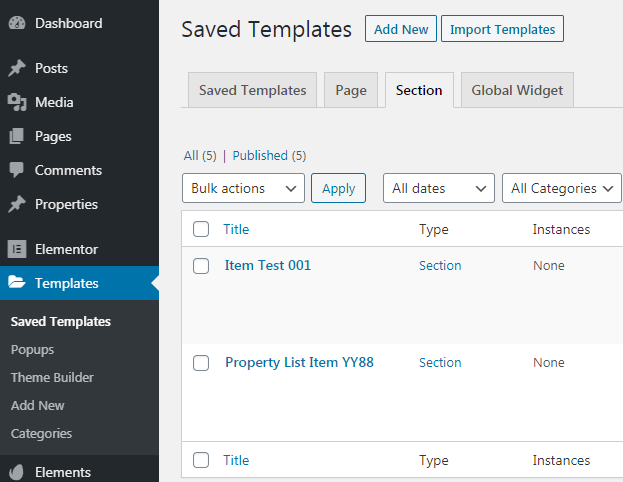 Dashboard
Posts
Media
Pages
Comments
Properties
Elementor
Templates
Saved Templates
Popups
Theme Builder
Add New
Categories
Elements
Saved Templates Add New Import Templates
Saved Templates Page Section Global Widget
All (5) | Published (5)
Bulk actions Apply All dates All Categories
Title Type Instances
Item Test 001 Section None
Property List Item YY88 Section None
Title Type Instances